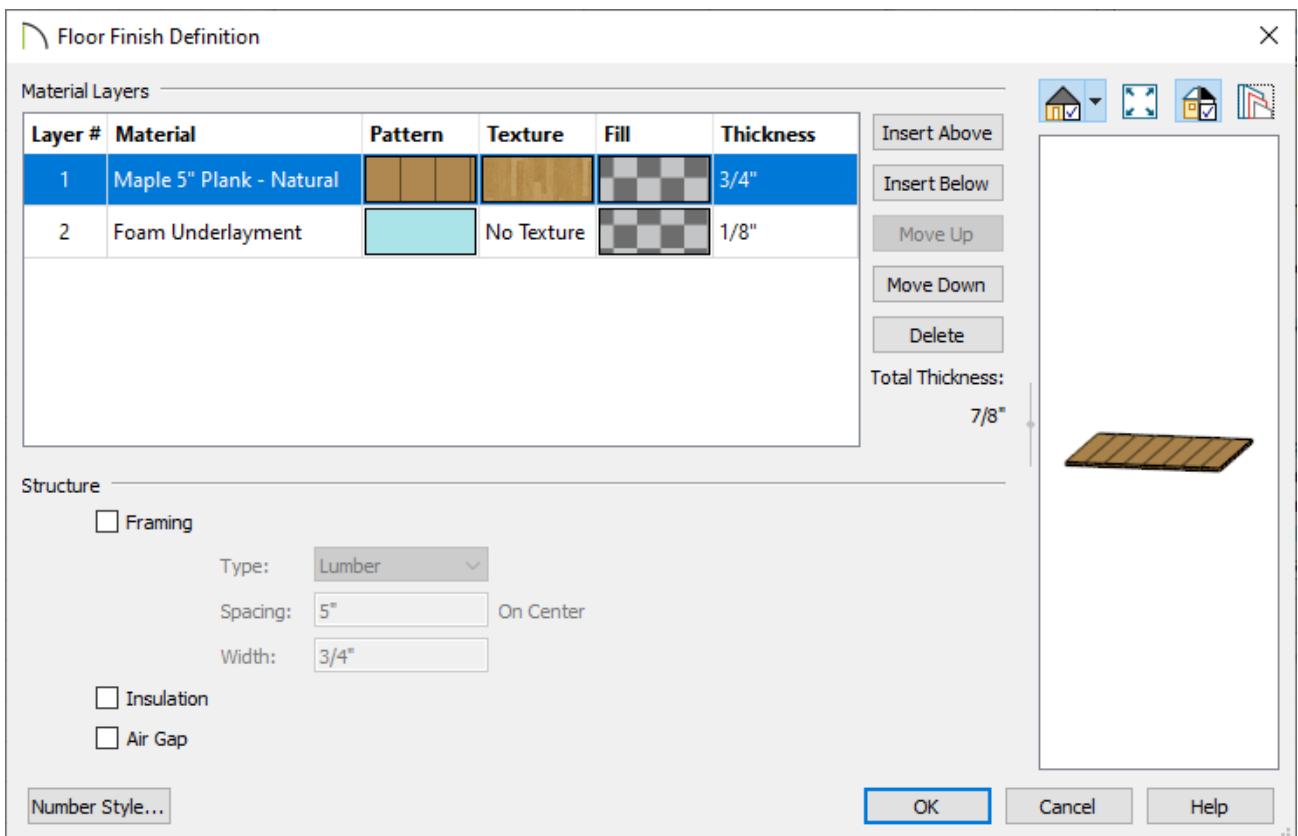 Floor Finish Definition
Material Layers
Layer # Material Pattern Texture Fill Thickness
1 Maple 5" Plank - Natural 3/4"
2 Foam Underlayment No Texture 1/8"
Insert Above
Insert Below
Move Up
Move Down
Delete
Total Thickness:
7/8"
Structure
Framing
Type: Lumber
Spacing: 5" On Center
Width: 3/4"
Insulation
Air Gap
Number Style... OK Cancel Help